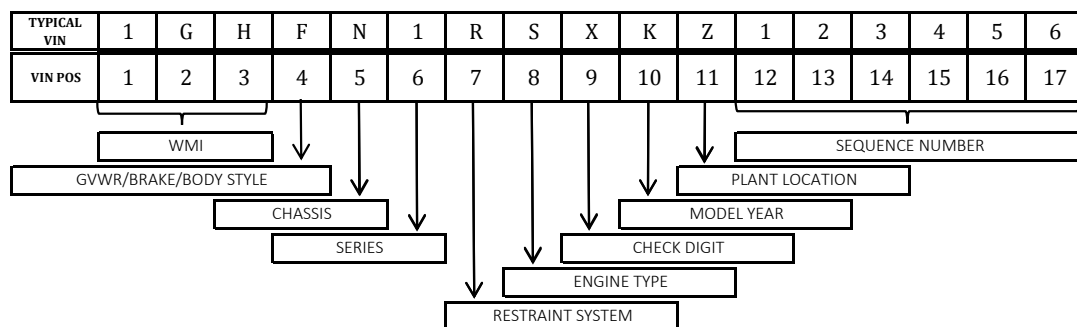 TYPICAL VIN 1 G H F N 1 R S X K Z 1 2 3 4 5 6
VIN POS 1 2 3 4 5 6 7 8 9 10 11 12 13 14 15 16 17
WMI SEQUENCE NUMBER
GVWR/BRAKE/BODY STYLE PLANT LOCATION
CHASSIS MODEL YEAR
SERIES CHECK DIGIT
ENGINE TYPE
RESTRAINT SYSTEM